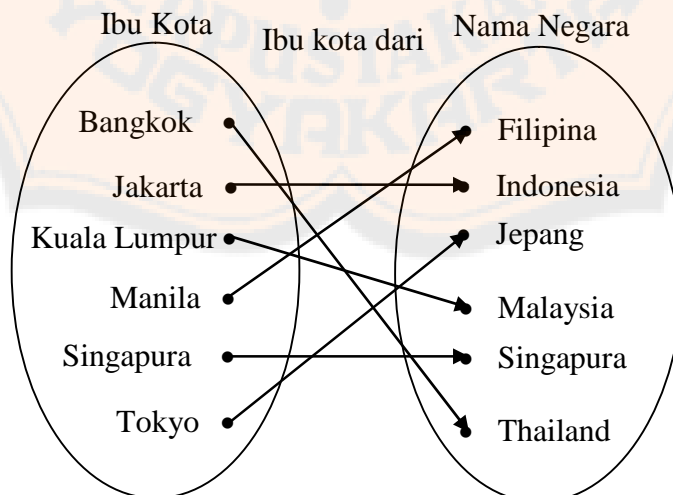 Ibu Kota
Ibu kota dari
Nama Negara
Bangkok
Jakarta
Kuala Lumpur
Manila
Singapura
Tokyo
Filipina
Indonesia
Jepang
Malaysia
Singapura
Thailand